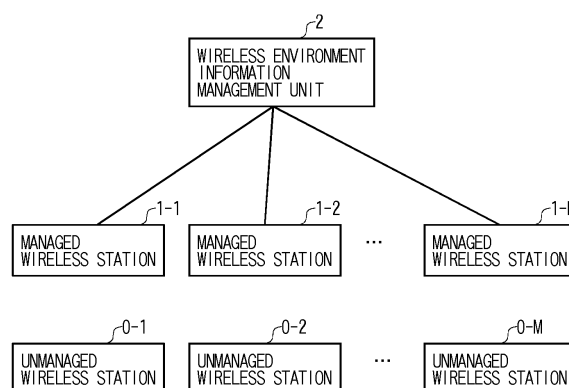 2
WIRELESS ENVIRONMENT
INFORMATION
MANAGEMENT UNIT
1-1
1-2
MANAGED
WIRELESS STATION
MANAGED
WIRELESS STATION
...
MANAGED
WIRELESS STATION
0-1
0-2
0-M
UNMANAGED
WIRELESS STATION
UNMANAGED
WIRELESS STATION
...
UNMANAGED
WIRELESS STATION